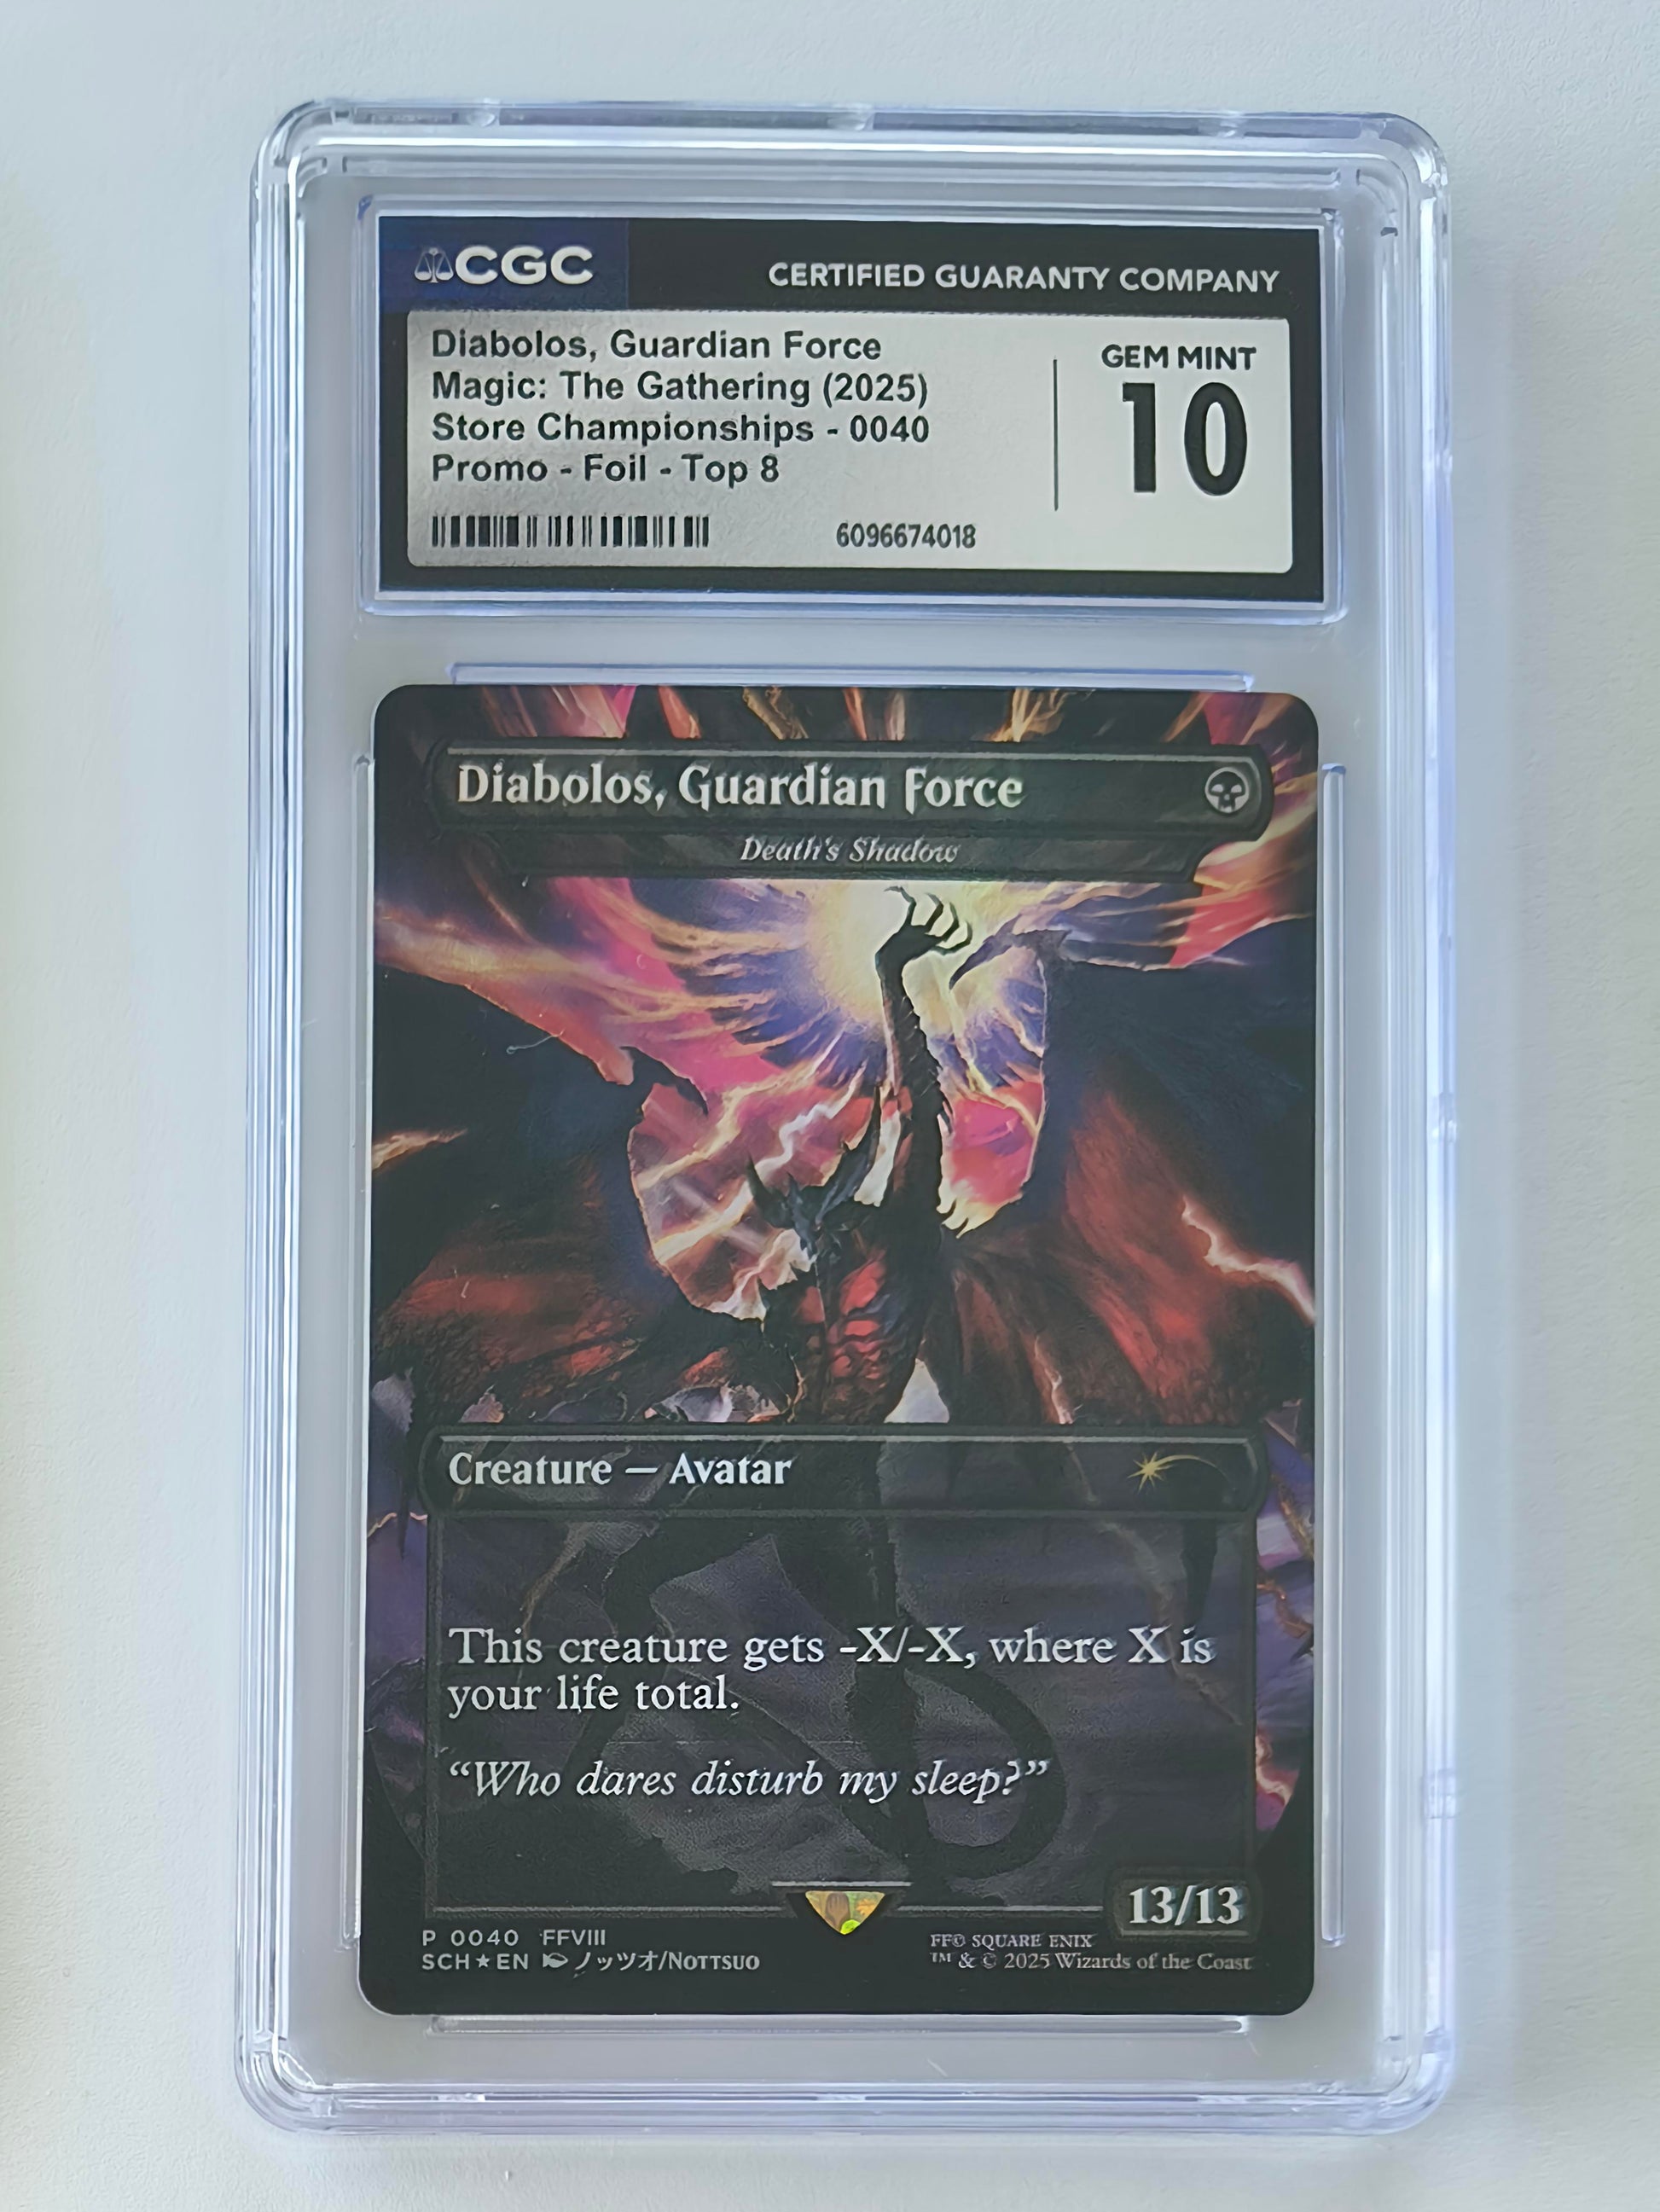 CGC
CERTIFIED GUARANTY COMPANY
Diabolos, Guardian Force
Magic: The Gathering (2025)
Store Championships - 0040
Promo - Foil - Top 8
GEM MINT
10
6096674018
Diabolos, Guardian Force
Death's Shadow
Creature — Avatar
This creature gets -X/-X, where X is
your life total.
“Who dares disturb my sleep?”
13/13
P 0040 FFVIII
SCH★EN ノッツオ/NOTTSUO
FF© SQUARE ENIX
™ & © 2025 Wizards of the Coast